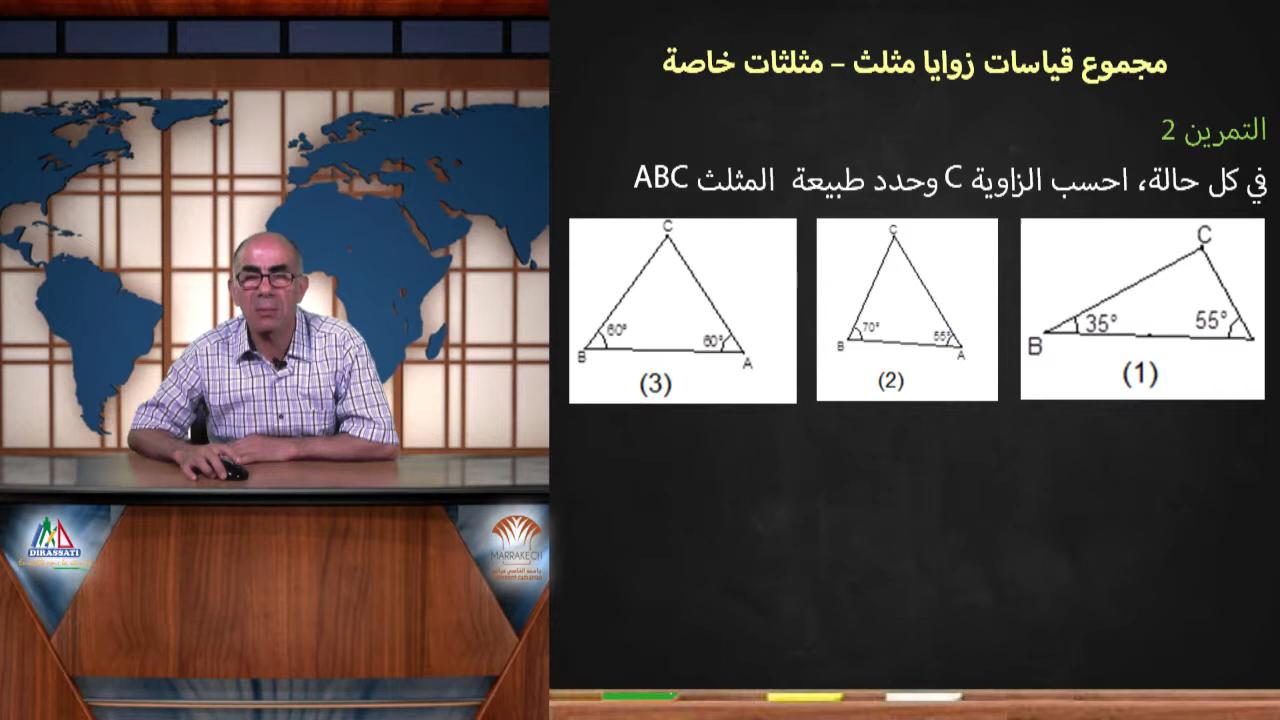 مجموع قياسات زوايا مثلث – مثلثات خاصة
التمرين 2
في كل حالة، احسب الزاوية C وحدد طبيعة المثلث ABC
C
35°
55°
B
(1)
C
70°
55°
B
A
(2)
C
60°
60°
B
A
(3)
DIRASSATI
MARRAKECH